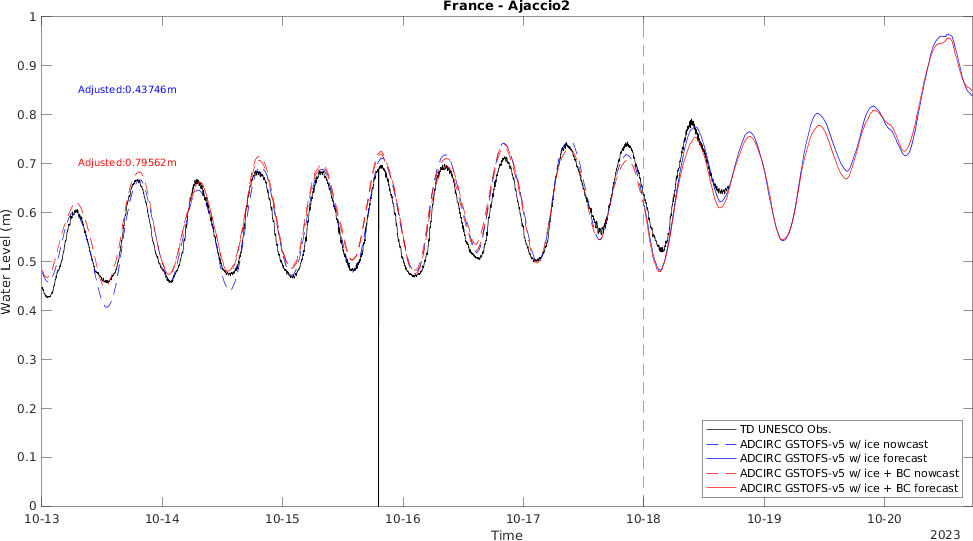 France - Ajaccio2
Water Level (m)
1
0.9
0.8
0.7
0.6
0.5
0.4
0.3
0.2
0.1
0
Adjusted:0.43746m
Adjusted:0.79562m
TD UNESCO Obs.
ADCIRC GSTOFS-v5 w/ ice nowcast
ADCIRC GSTOFS-v5 w/ ice forecast
ADCIRC GSTOFS-v5 w/ ice + BC nowcast
ADCIRC GSTOFS-v5 w/ ice + BC forecast
10-13 10-14 10-15 10-16 10-17 10-18 10-19 10-20
Time
2023